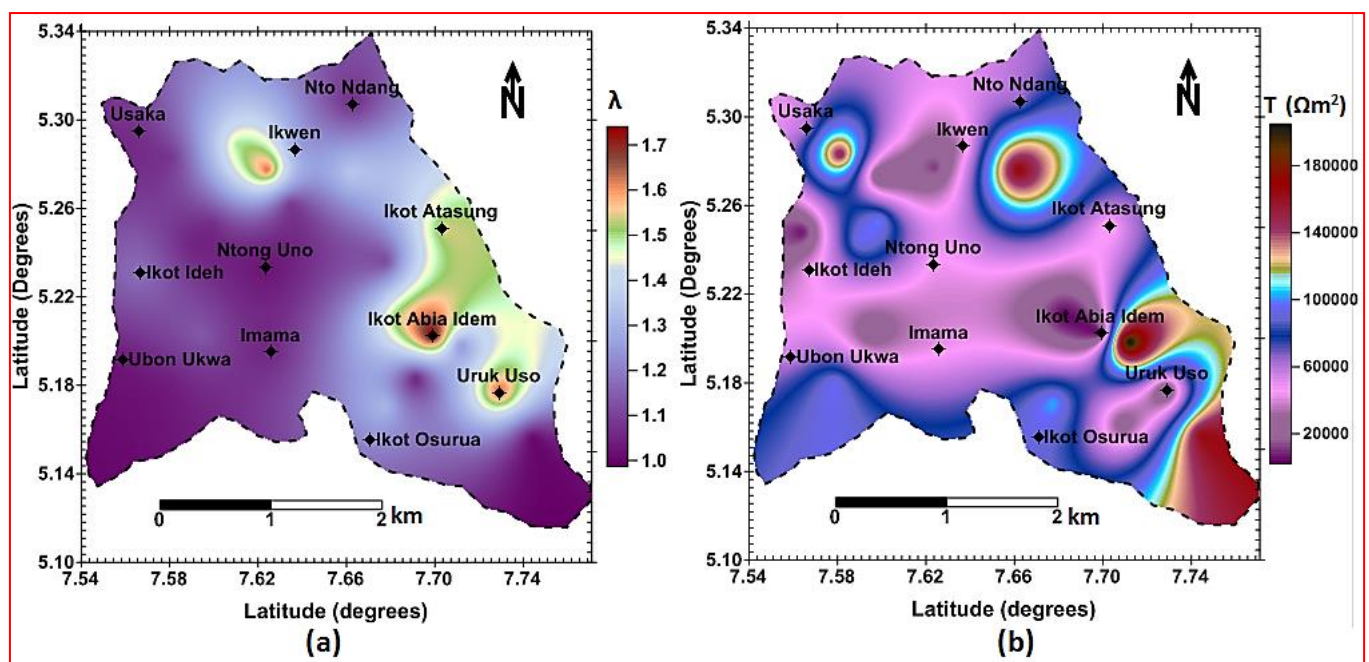 5.34
5.30
5.26
5.22
5.18
5.14
5.10
7.54 7.58 7.62 7.66 7.70 7.74
Latitude (Degrees)
Latitude (degrees)
N
Nto Ndang
Usaka
Ikwen
Ikot Atasung
Ntong Uno
Ikot Ideh
Ikot Abia Idem
Imama
Ubon Ukwa
Uruk Uso
Ikot Osurua
0 1 2 km
λ
1.7
1.6
1.5
1.4
1.3
1.2
1.1
1.0
(a)
5.34
5.30
5.26
5.22
5.18
5.14
5.10
7.54 7.58 7.62 7.66 7.70 7.74
Latitude (Degrees)
Latitude (degrees)
N
Nto Ndang
Usaka
Ikwen
Ikot Atasung
Ntong Uno
Ikot Ideh
Ikot Abia Idem
Imama
Ubon Ukwa
Uruk Uso
Ikot Osurua
0 1 2 km
T (Ωm²)
180000
140000
100000
60000
20000
(b)